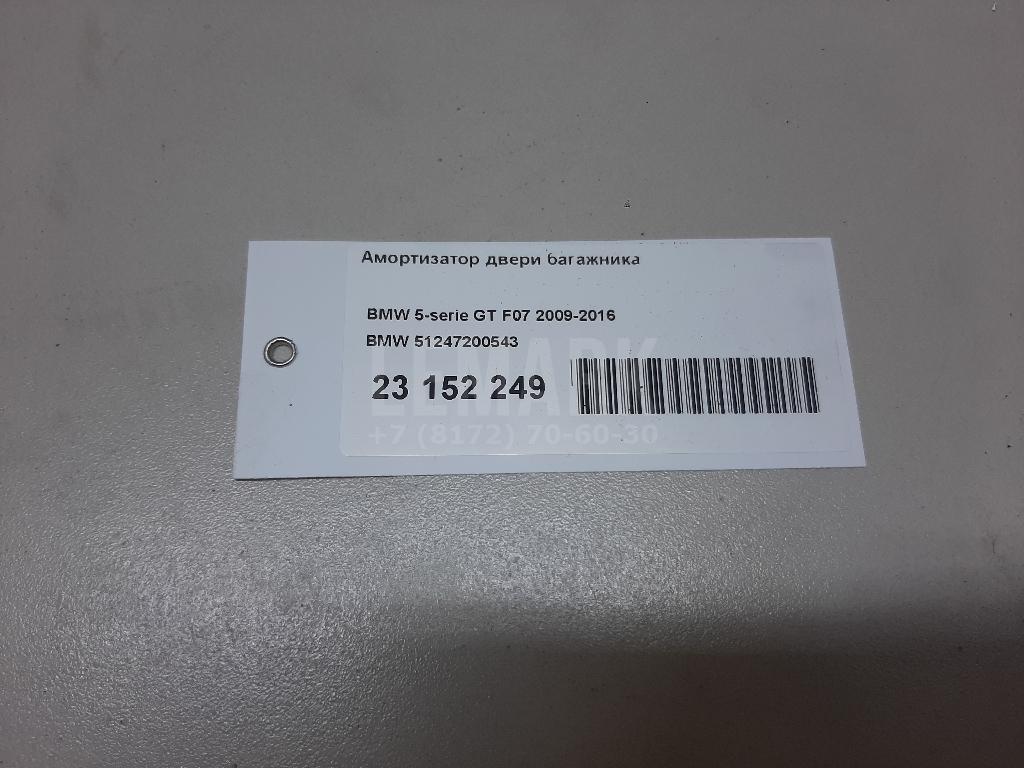 Амортизатор двери багажника
BMW 5-serie GT F07 2009-2016
BMW 51247200543
23 152 249
LEMARK
+7 (8172) 70-60-30